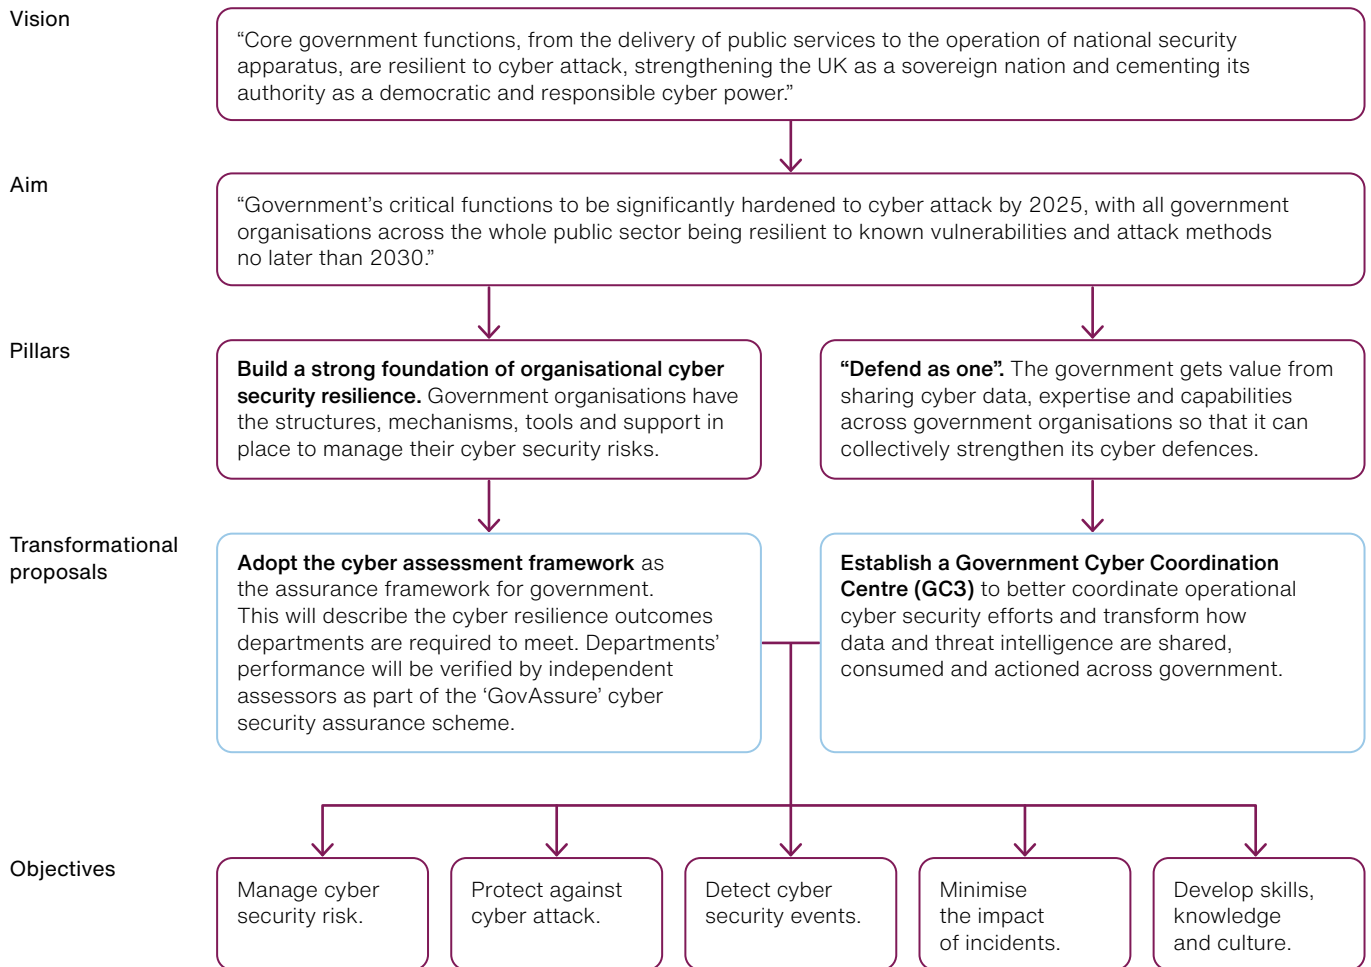 Vision
“Core government functions, from the delivery of public services to the operation of national security
apparatus, are resilient to cyber attack, strengthening the UK as a sovereign nation and cementing its
authority as a democratic and responsible cyber power.”
Aim
“Government’s critical functions to be significantly hardened to cyber attack by 2025, with all government
organisations across the whole public sector being resilient to known vulnerabilities and attack methods
no later than 2030.”
Pillars
Build a strong foundation of organisational cyber
security resilience. Government organisations have
the structures, mechanisms, tools and support in
place to manage their cyber security risks.
“Defend as one”. The government gets value from
sharing cyber data, expertise and capabilities
across government organisations so that it can
collectively strengthen its cyber defences.
Transformational
proposals
Adopt the cyber assessment framework as
the assurance framework for government.
This will describe the cyber resilience outcomes
departments are required to meet. Departments’
performance will be verified by independent
assessors as part of the ‘GovAssure’ cyber
security assurance scheme.
Establish a Government Cyber Coordination
Centre (GC3) to better coordinate operational
cyber security efforts and transform how
data and threat intelligence are shared,
consumed and actioned across government.
Objectives
Manage cyber
security risk.
Protect against
cyber attack.
Detect cyber
security events.
Minimise
the impact
of incidents.
Develop skills,
knowledge
and culture.